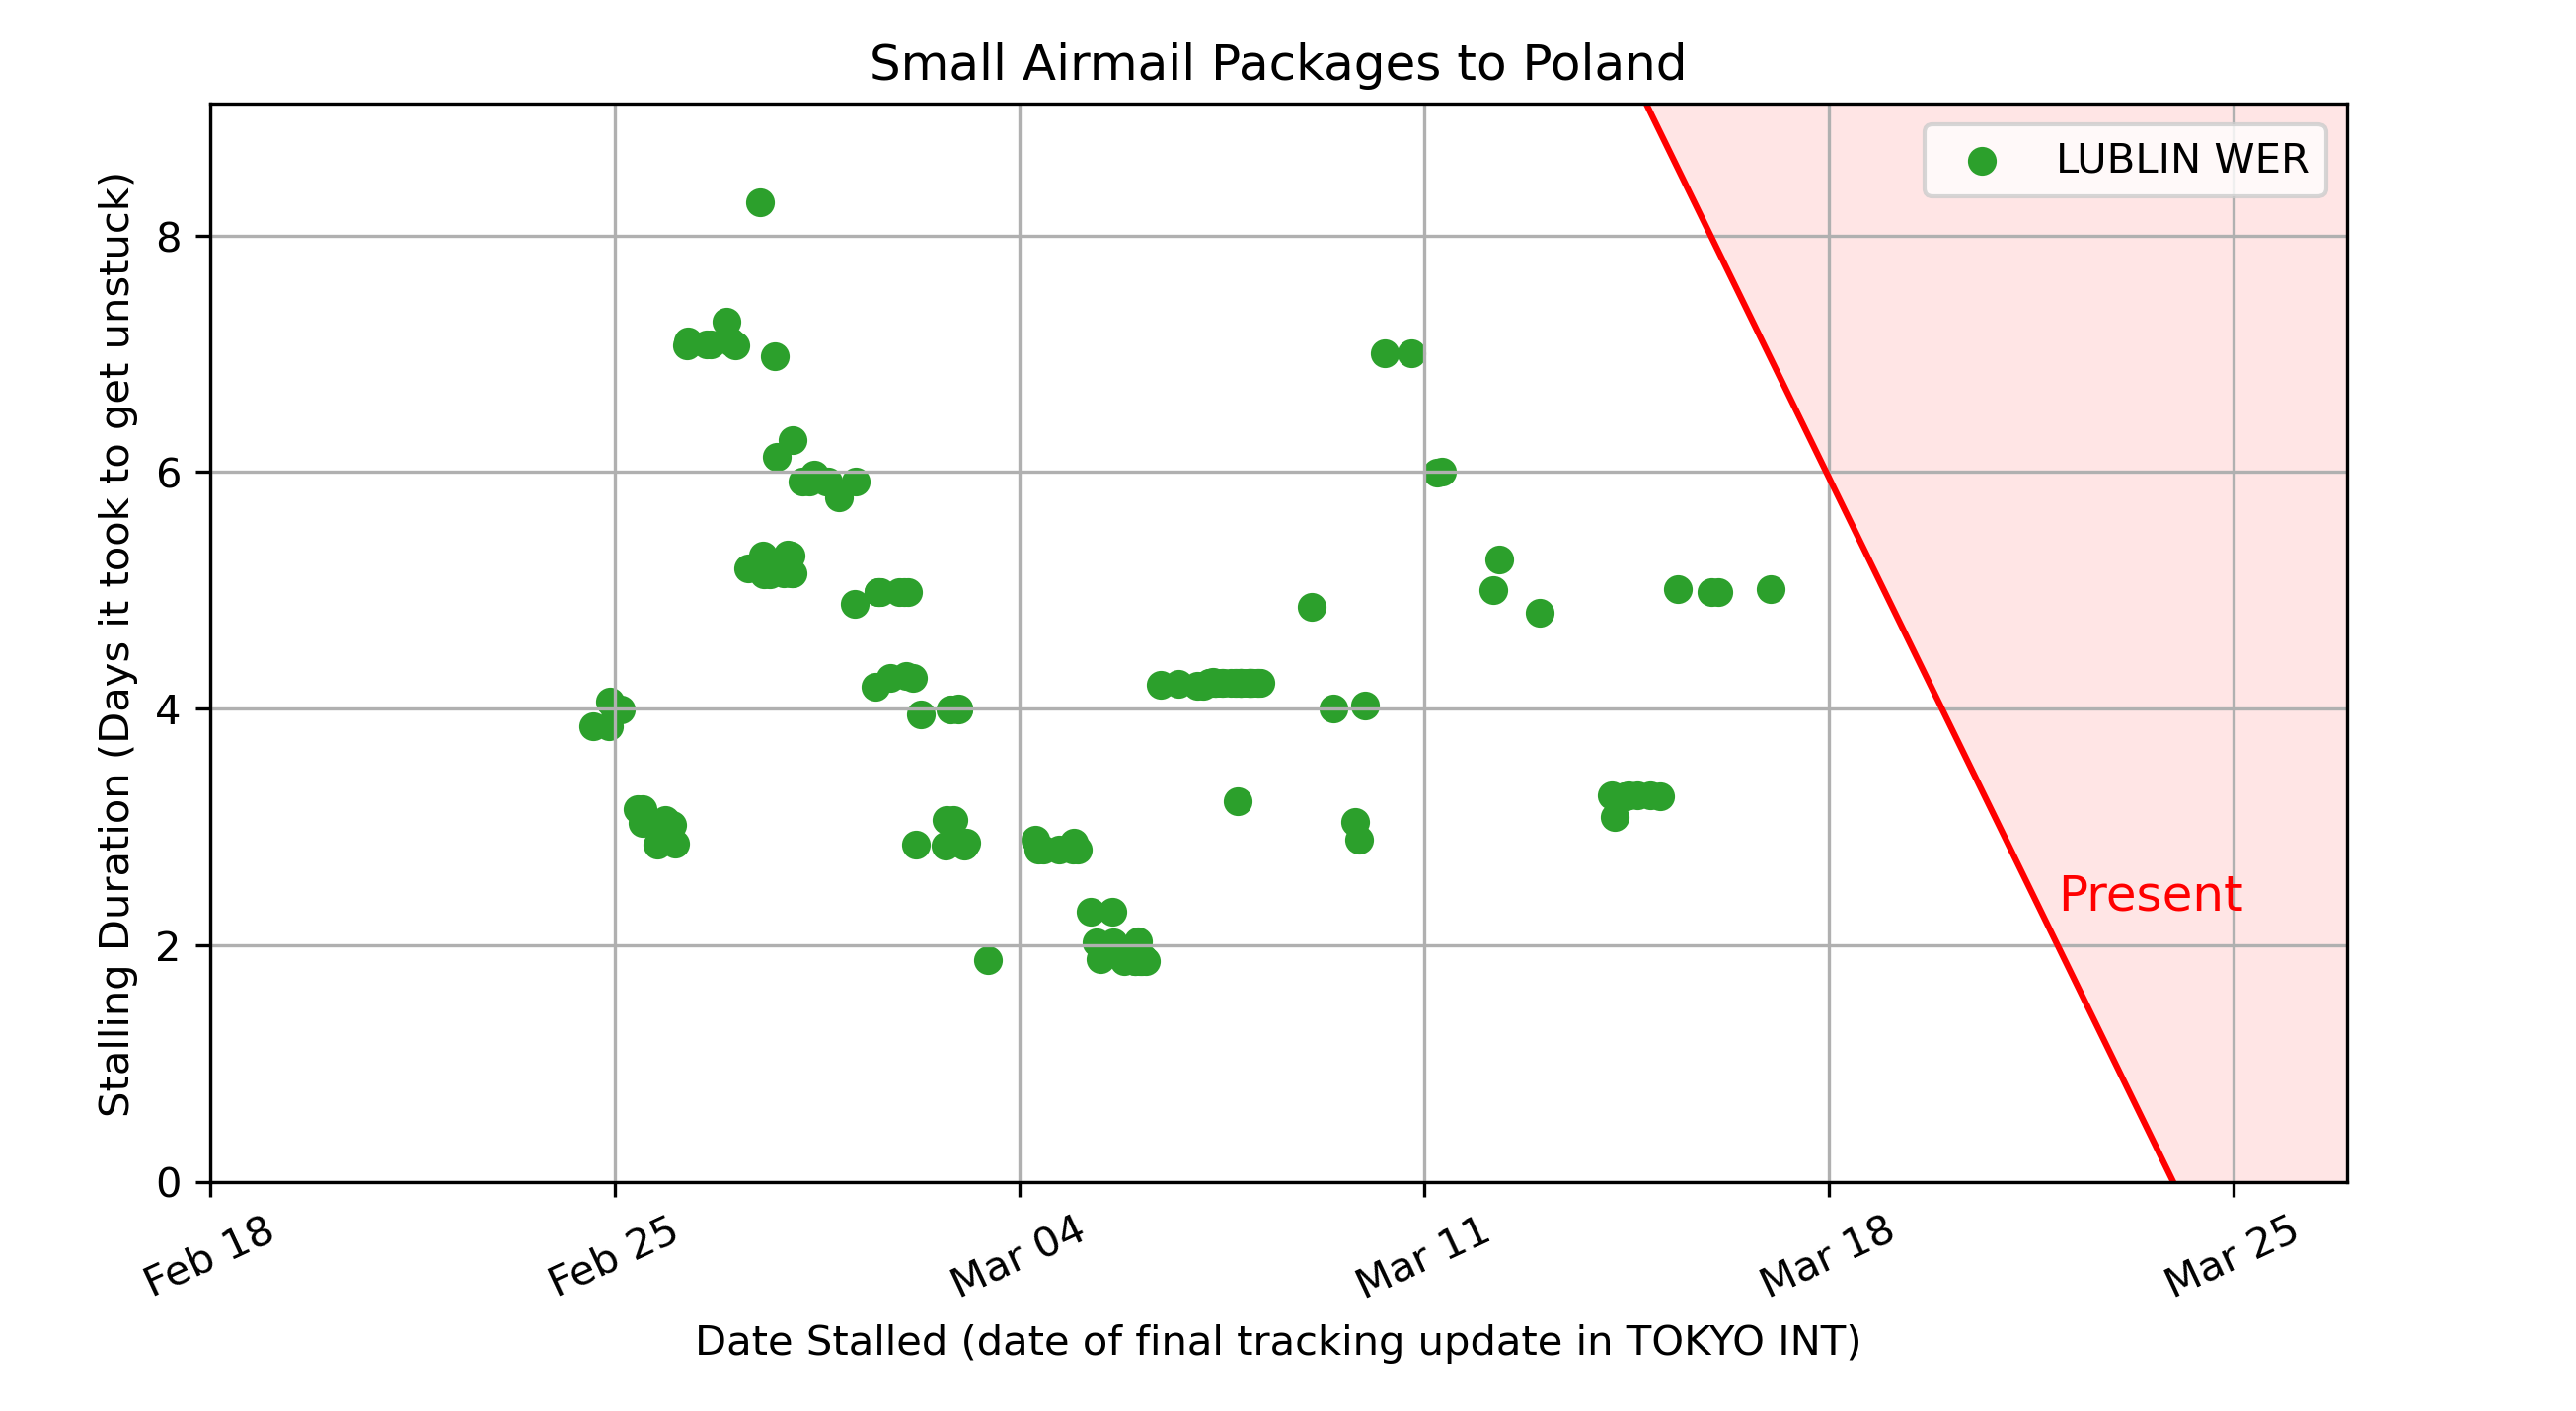 Small Airmail Packages to Poland
LUBLIN WER
Stalling Duration (Days it took to get unstuck)
8
6
4
2
0
Present
Feb 18
Feb 25
Mar 04
Mar 11
Mar 18
Mar 25
Date Stalled (date of final tracking update in TOKYO INT)